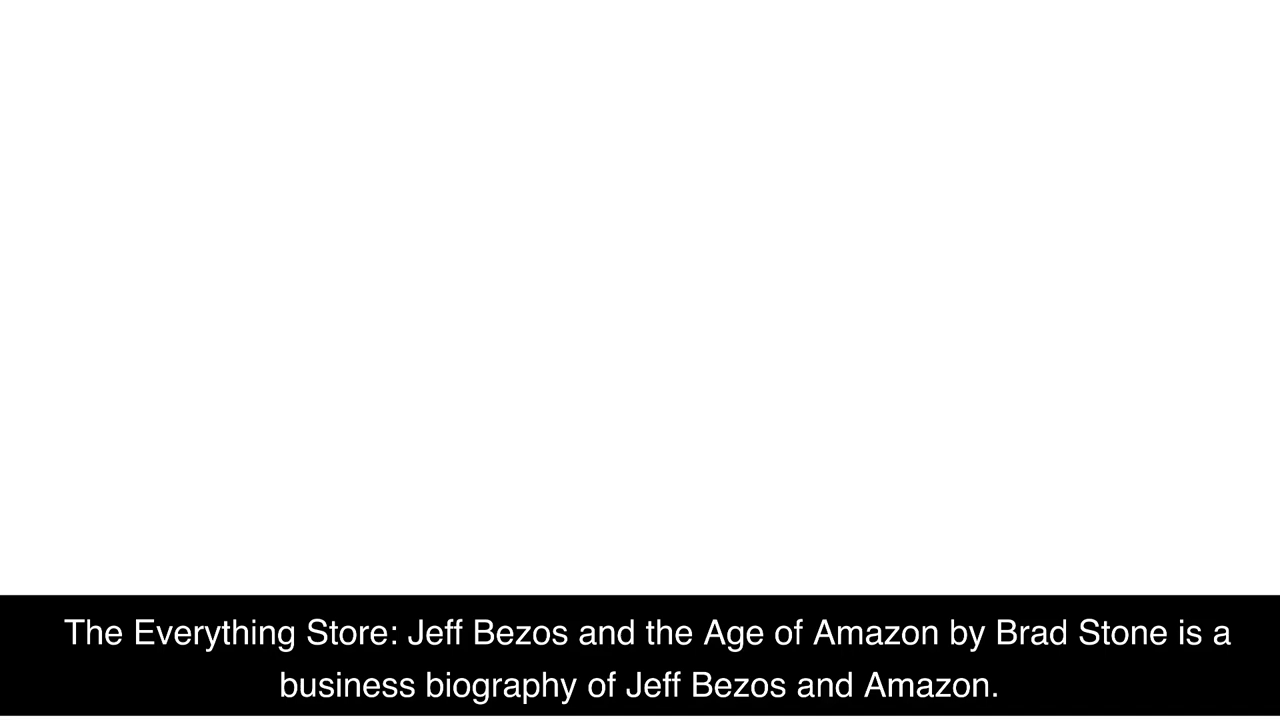 The Everything Store: Jeff Bezos and the Age of Amazon by Brad Stone is a
business biography of Jeff Bezos and Amazon.